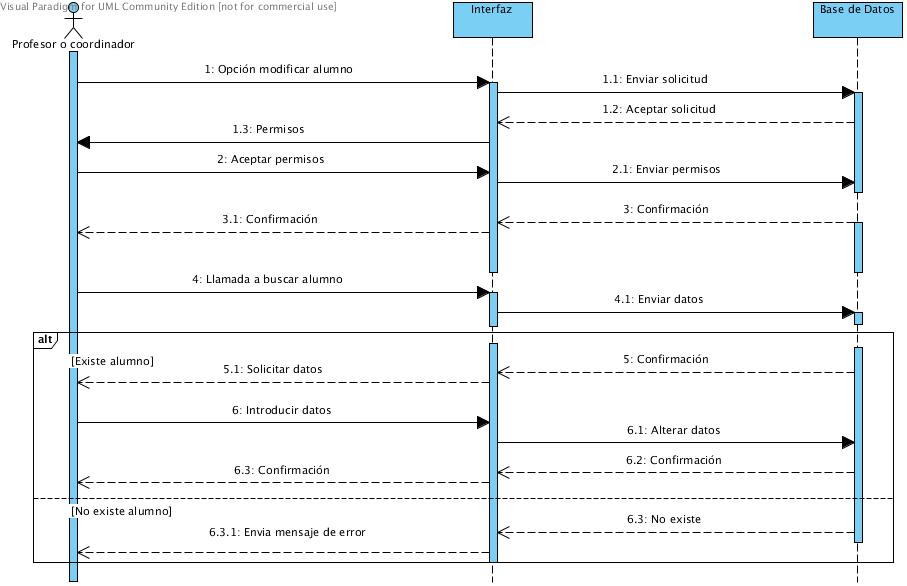 Visual Paradigm for UML Community Edition [not for commercial use]
Interfaz
Base de Datos
Profesor o coordinador
1: Opción modificar alumno
1.1: Enviar solicitud
1.2: Aceptar solicitud
1.3: Permisos
2: Aceptar permisos
2.1: Enviar permisos
3: Confirmación
3.1: Confirmación
4: Llamada a buscar alumno
4.1: Enviar datos
alt
[Existe alumno]
5: Confirmación
5.1: Solicitar datos
6: Introducir datos
6.1: Alterar datos
6.2: Confirmación
6.3: Confirmación
[No existe alumno]
6.3: No existe
6.3.1: Envia mensaje de error